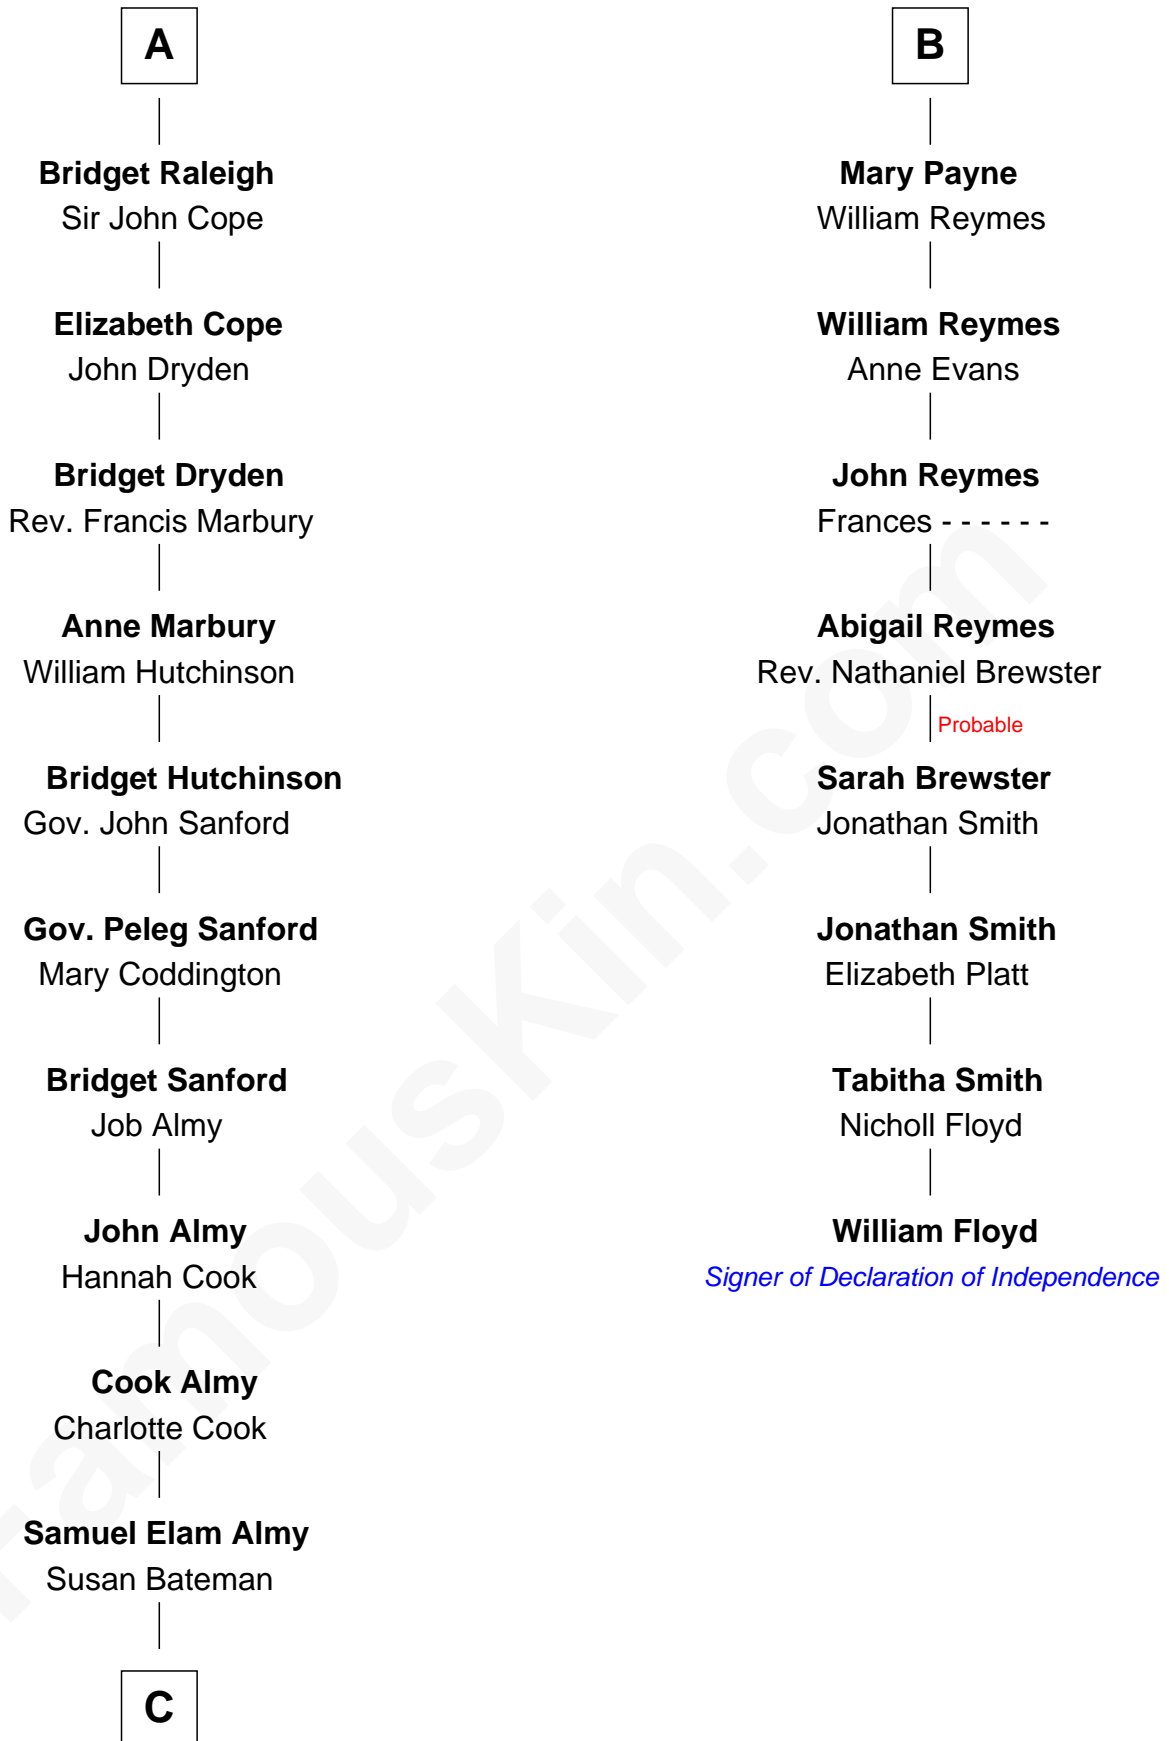 A
Bridget Raleigh
Sir John Cope
Elizabeth Cope
John Dryden
Bridget Dryden
Rev. Francis Marbury
Anne Marbury
William Hutchinson
Bridget Hutchinson
Gov. John Sanford
Gov. Peleg Sanford
Mary Coddington
Bridget Sanford
Job Almy
John Almy
Hannah Cook
Cook Almy
Charlotte Cook
Samuel Elam Almy
Susan Bateman
C
B
Mary Payne
William Reymes
William Reymes
Anne Evans
John Reymes
Frances - - - - - -
Abigail Reymes
Rev. Nathaniel Brewster
Probable
Sarah Brewster
Jonathan Smith
Jonathan Smith
Elizabeth Platt
Tabitha Smith
Nicholl Floyd
William Floyd
Signer of Declaration of Independence
FamousKin.com